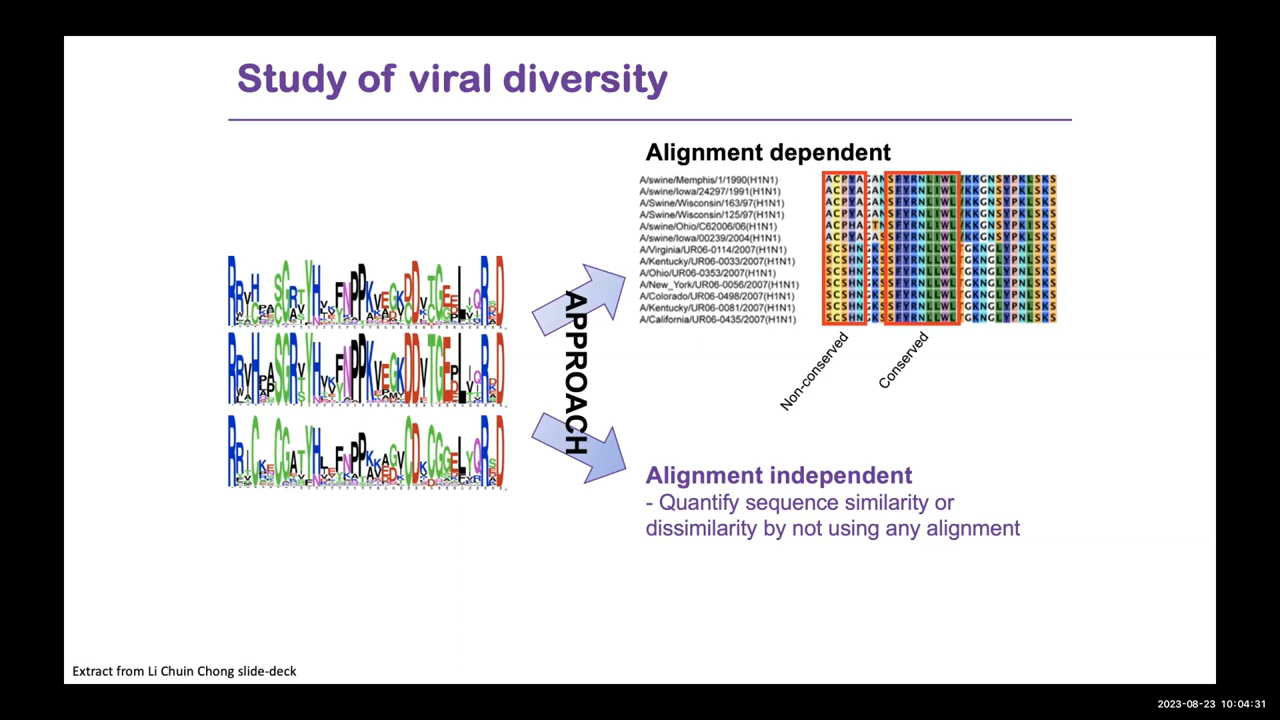 Study of viral diversity
Alignment dependent
A/swine/Memphis/1/1990(H1N1)
A/swine/Iowa/24297/1991(H1N1)
A/Swine/Wisconsin/163/97(H1N1)
A/Swine/Wisconsin/125/97(H1N1)
A/swine/Ohio/C62006/06(H1N1)
A/swine/Iowa/00239/2004(H1N1)
A/Virginia/UR06-0114/2007(H1N1)
A/Kentucky/UR06-0033/2007(H1N1)
A/Ohio/UR06-0353/2007(H1N1)
A/New_York/UR06-0056/2007(H1N1)
A/Colorado/UR06-0498/2007(H1N1)
A/Kentucky/UR06-0081/2007(H1N1)
A/California/UR06-0435/2007(H1N1)
Non-conserved
Conserved
APPROACH
Alignment independent
- Quantify sequence similarity or
dissimilarity by not using any alignment
Extract from Li Chuin Chong slide-deck
2023-08-23 10:04:31